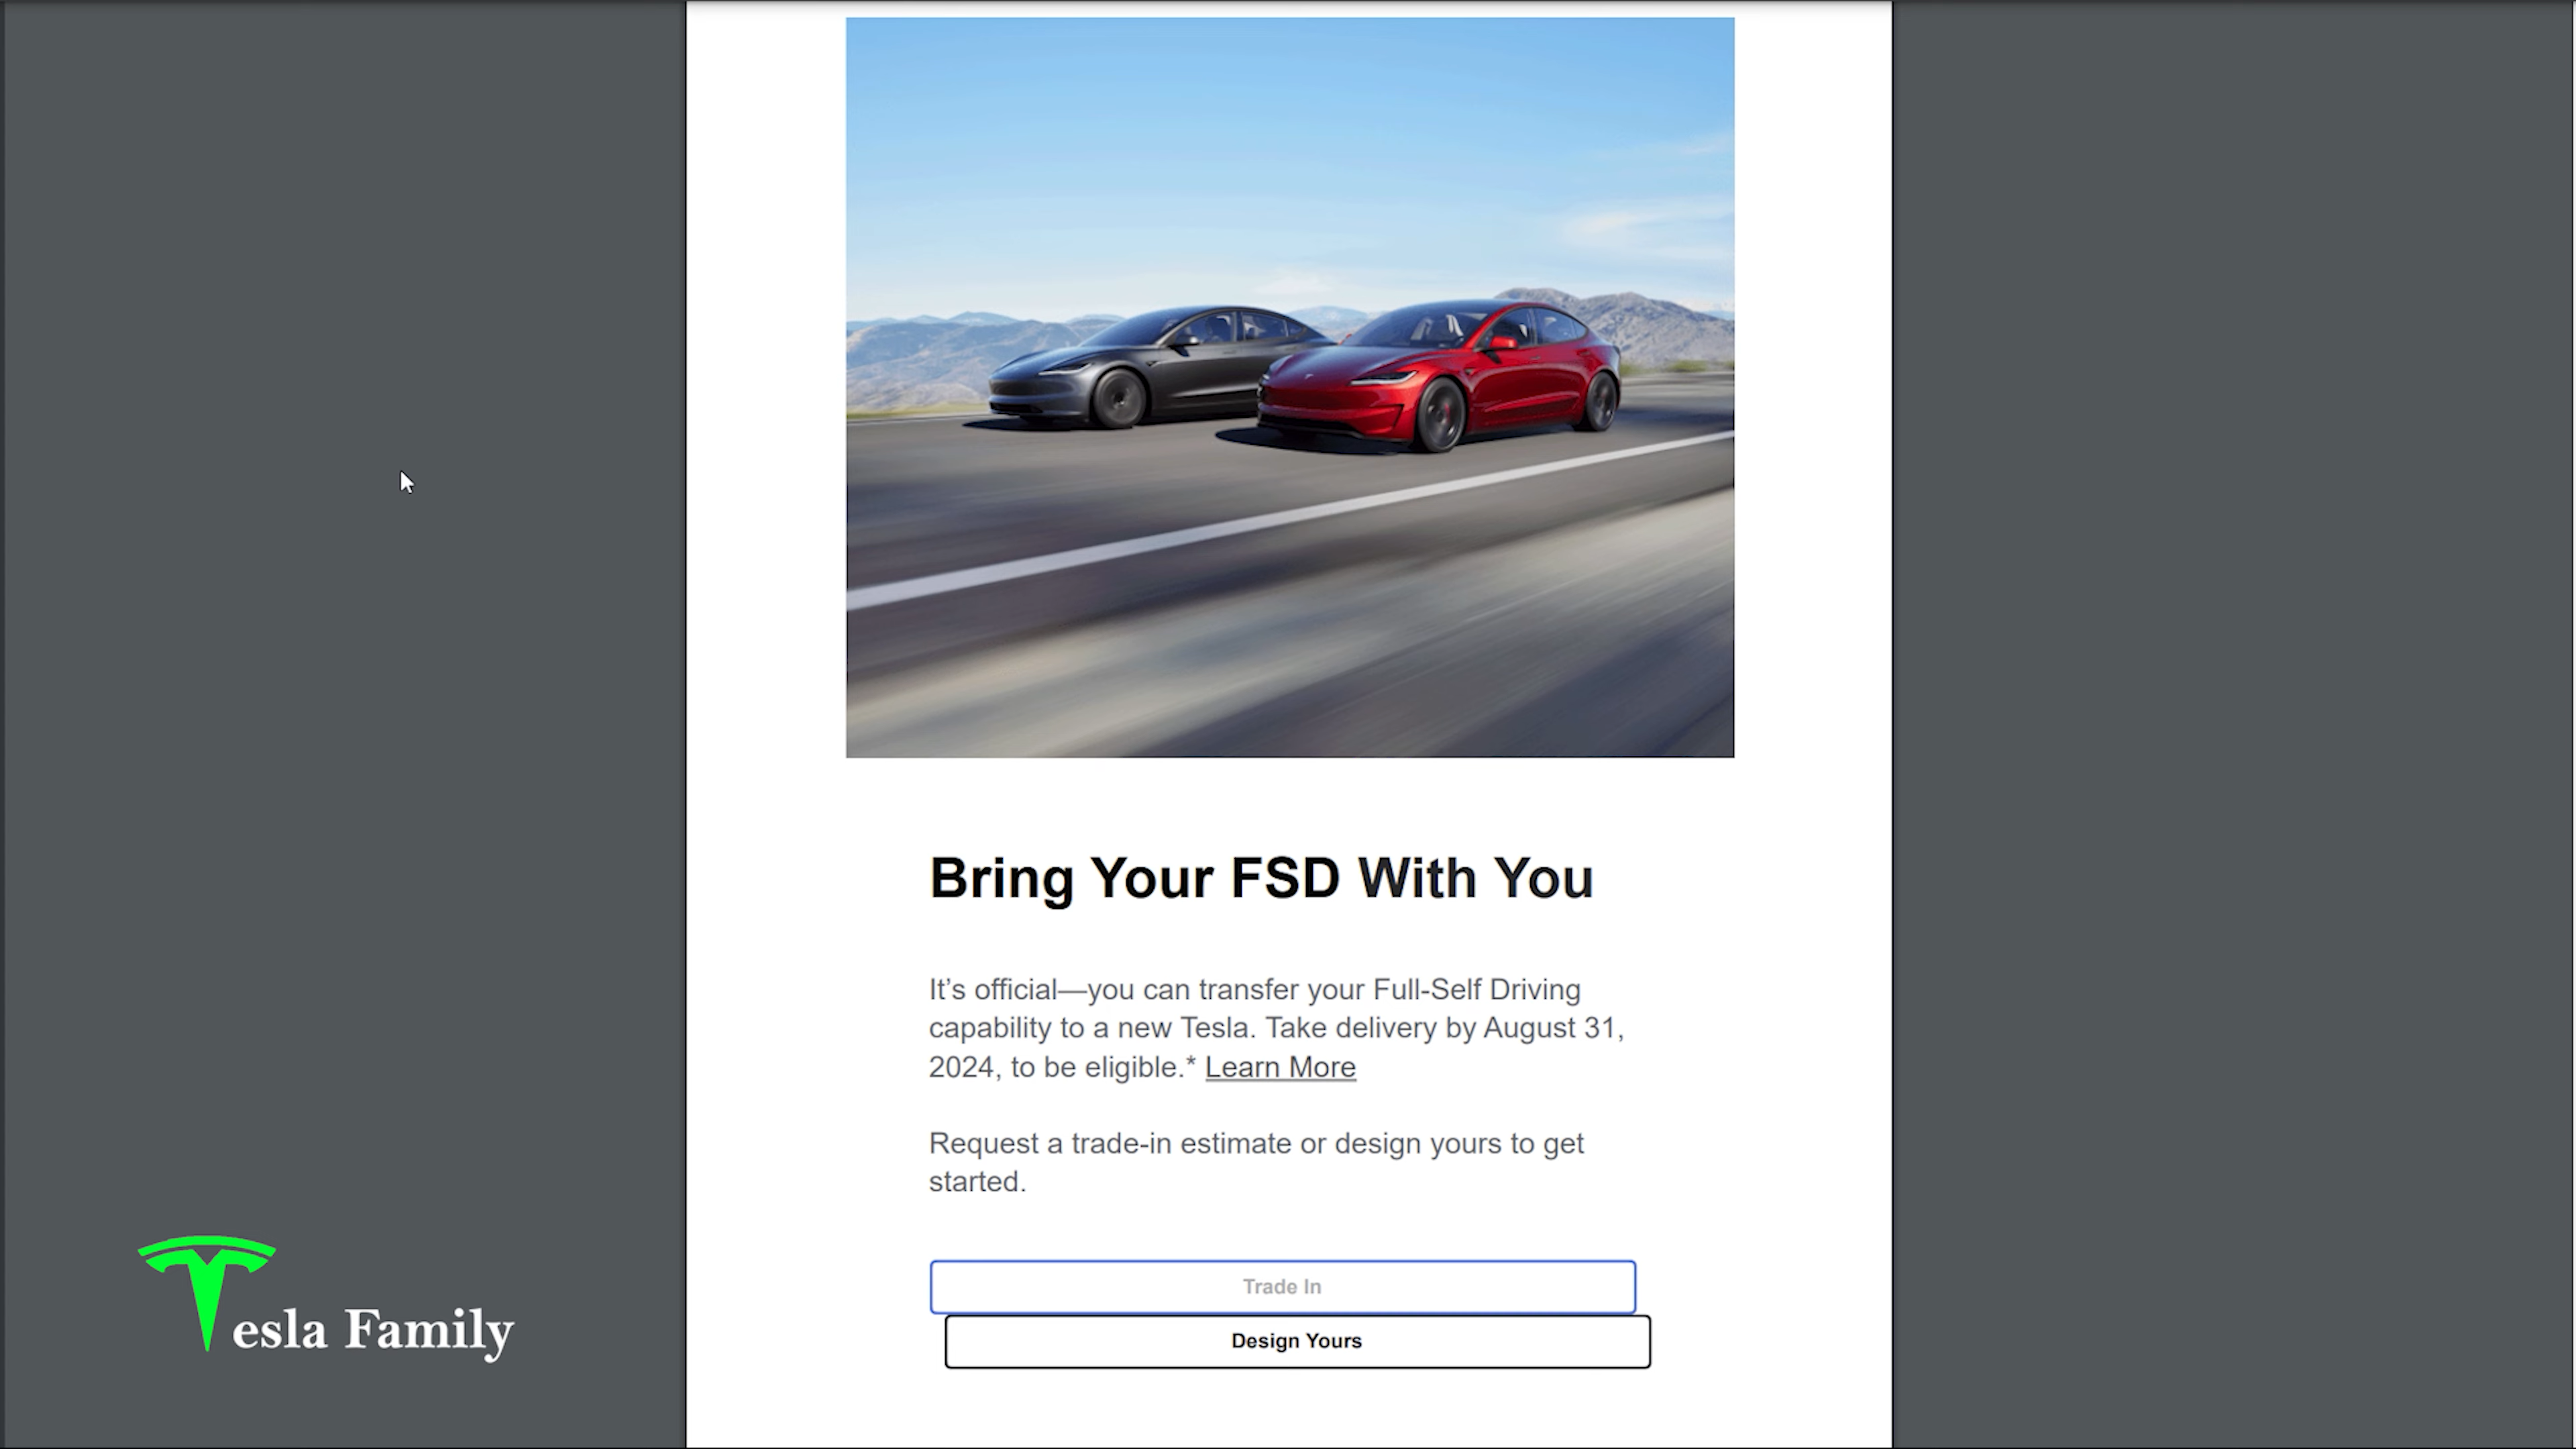 Bring Your FSD With You
It’s official—you can transfer your Full-Self Driving
capability to a new Tesla. Take delivery by August 31,
2024, to be eligible.* Learn More
Request a trade-in estimate or design yours to get
started.
Trade In
Design Yours
Tesla Family